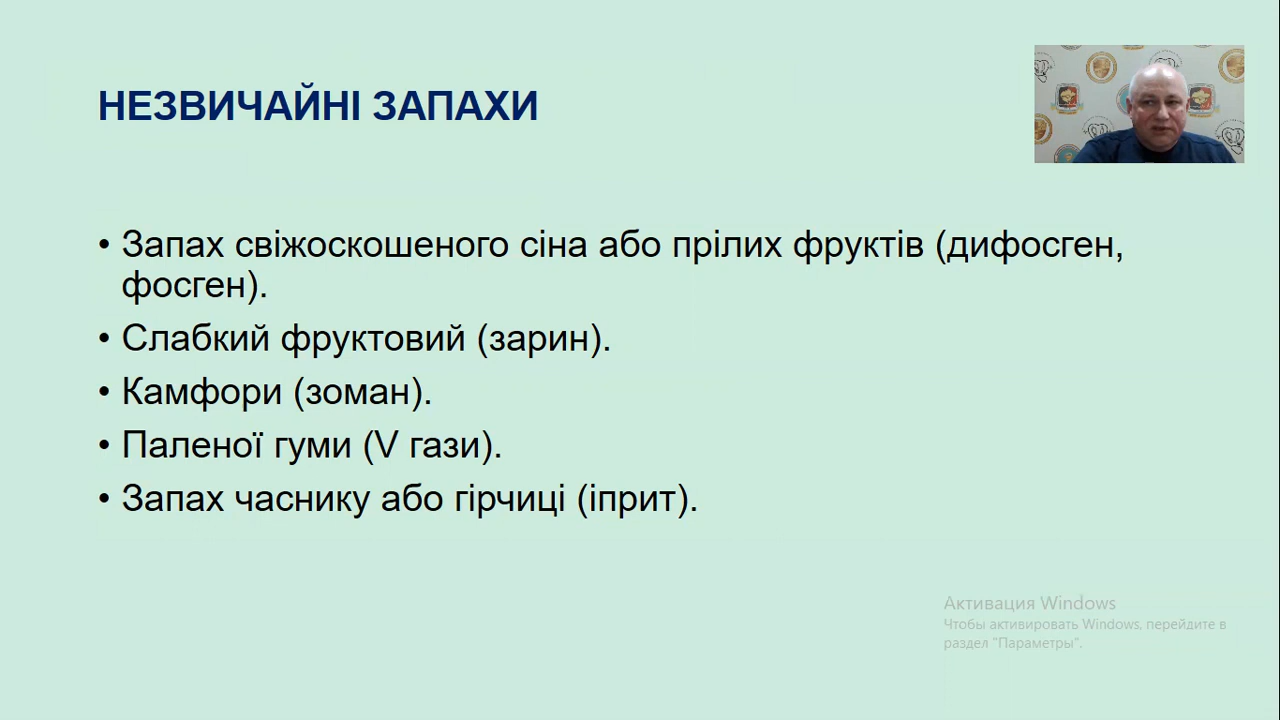 НЕЗВИЧАЙНІ ЗАПАХИ
• Запах свіжоскошеного сіна або прілих фруктів (дифосген,
фосген).
• Слабкий фруктовий (зарин).
• Камфори (зоман).
• Паленої гуми (V гази).
• Запах часнику або гірчиці (іприт).
Активация Windows
Чтобы активировать Windows, перейдите в
раздел "Параметры".